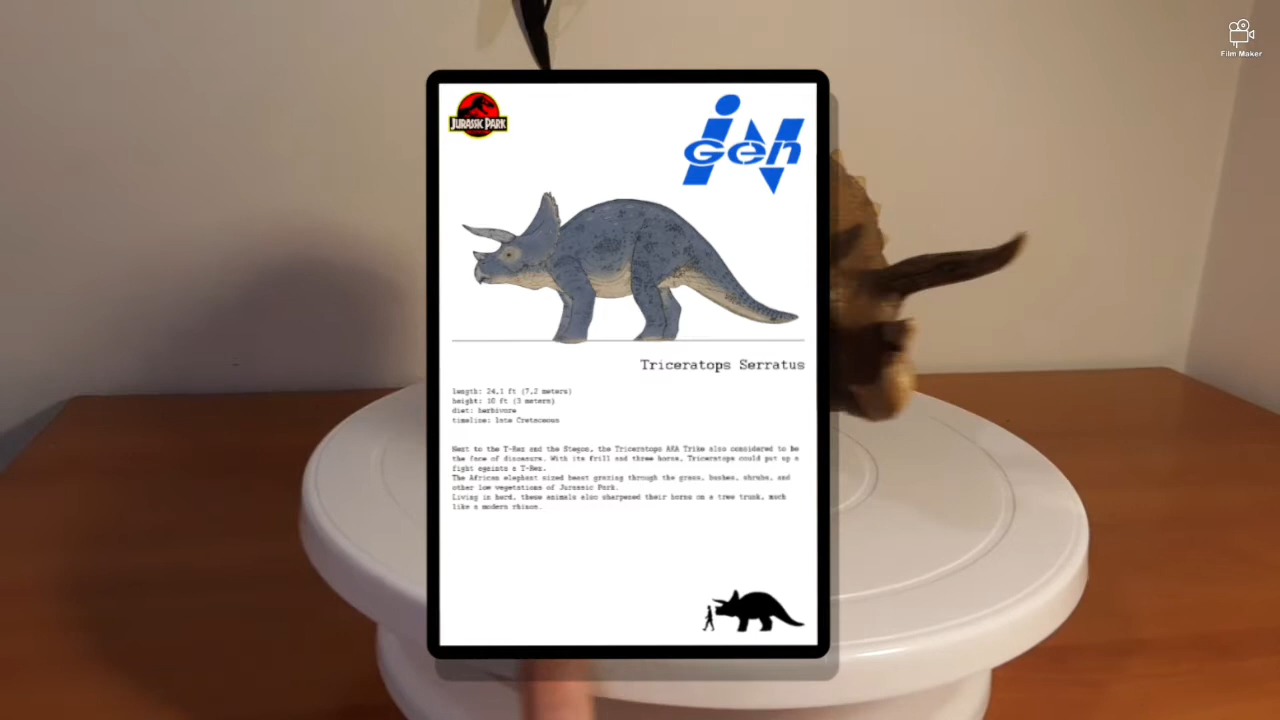 Film Maker
JURASSIC PARK
inGen
Triceratops Serratus
length: 24,1 ft (7,2 meters)
height: 10 ft (3 meters)
diet: herbivore
timeline: late Cretaceous
Next to the T-Rex and the Stegos, the Triceratops AKA Trike also considered to be
the face of dinosaurs. With its frill and three horns, Triceratops could put up a
fight againts a T-Rex.
The African elephant sized beast grazing through the grass, bushes, shrubs, and
other low vegetations of Jurassic Park.
Living in herd, these animals also sharpened their horns on a tree trunk, much
like a modern rhinos.